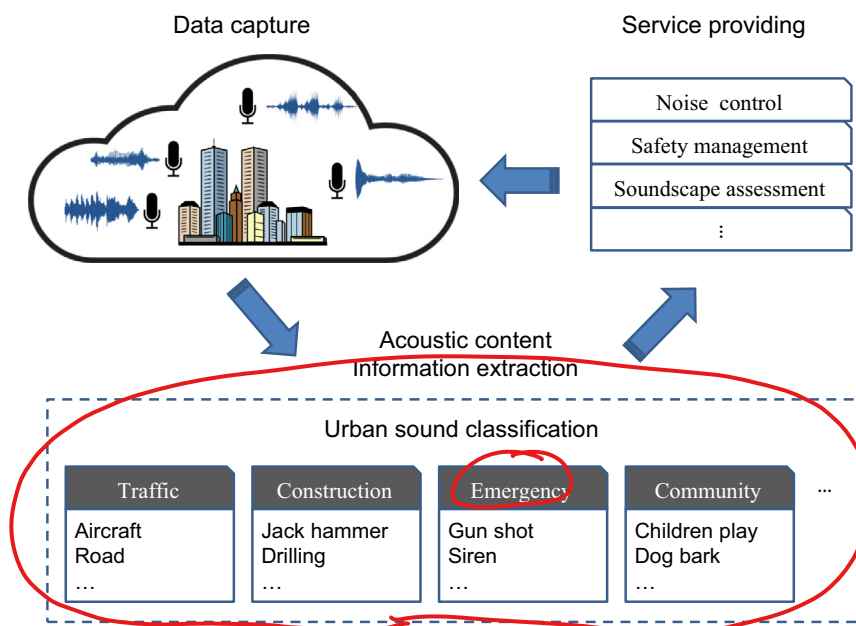 Data capture
Service providing
Noise control
Safety management
Soundscape assessment
⋮
Acoustic content
information extraction
Urban sound classification
Traffic
Aircraft
Road
…
Construction
Jack hammer
Drilling
…
Emergency
Gun shot
Siren
…
Community
Children play
Dog bark
…
...